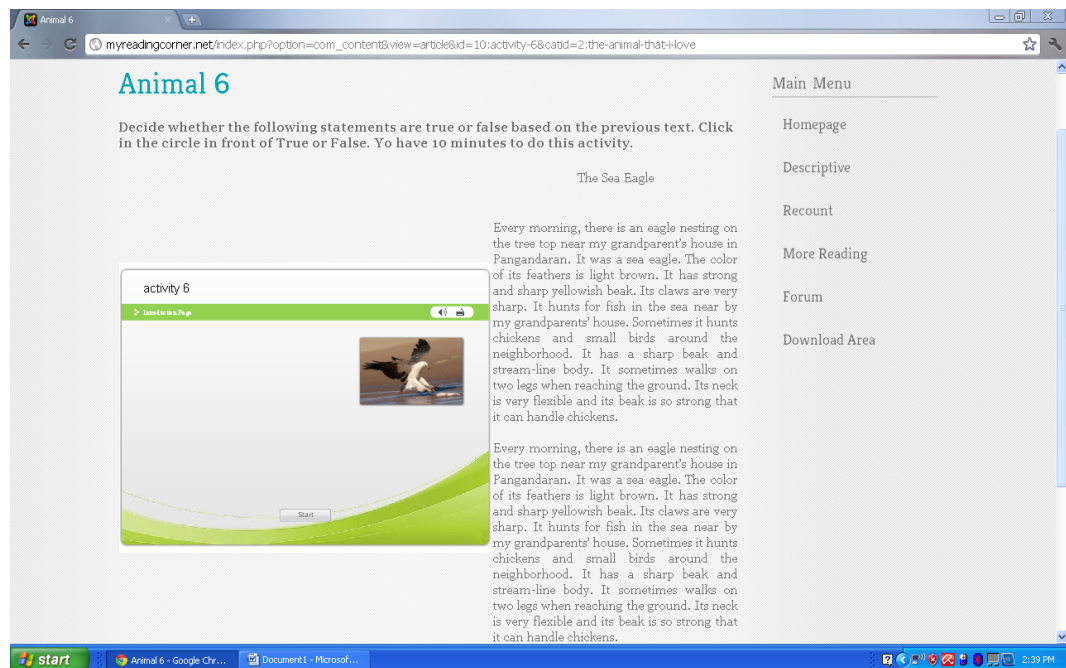 Animal 6
myreadingcorner.net/index.php?option=com_content&view=article&id=10:activity-6&catid=2:the-animal-that-i-love
Animal 6
Decide whether the following statements are true or false based on the previous text. Click
in the circle in front of True or False. Yo have 10 minutes to do this activity.
The Sea Eagle
Every morning, there is an eagle nesting on
the tree top near my grandparent's house in
Pangandaran. It was a sea eagle. The color
of its feathers is light brown. It has strong
and sharp yellowish beak. Its claws are very
sharp. It hunts for fish in the sea near by
my grandparents' house. Sometimes it hunts
chickens and small birds around the
neighborhood. It has a sharp beak and
stream-line body. It sometimes walks on
two legs when reaching the ground. Its neck
is very flexible and its beak is so strong that
it can handle chickens.
Every morning, there is an eagle nesting on
the tree top near my grandparent's house in
Pangandaran. It was a sea eagle. The color
of its feathers is light brown. It has strong
and sharp yellowish beak. Its claws are very
sharp. It hunts for fish in the sea near by
my grandparents' house. Sometimes it hunts
chickens and small birds around the
neighborhood. It has a sharp beak and
stream-line body. It sometimes walks on
two legs when reaching the ground. Its neck
is very flexible and its beak is so strong that
it can handle chickens.
activity 6
Introduction Page
Start
Main Menu
Homepage
Descriptive
Recount
More Reading
Forum
Download Area
start
Animal 6 - Google Chr...
Document1 - Microsof...
2:39 PM